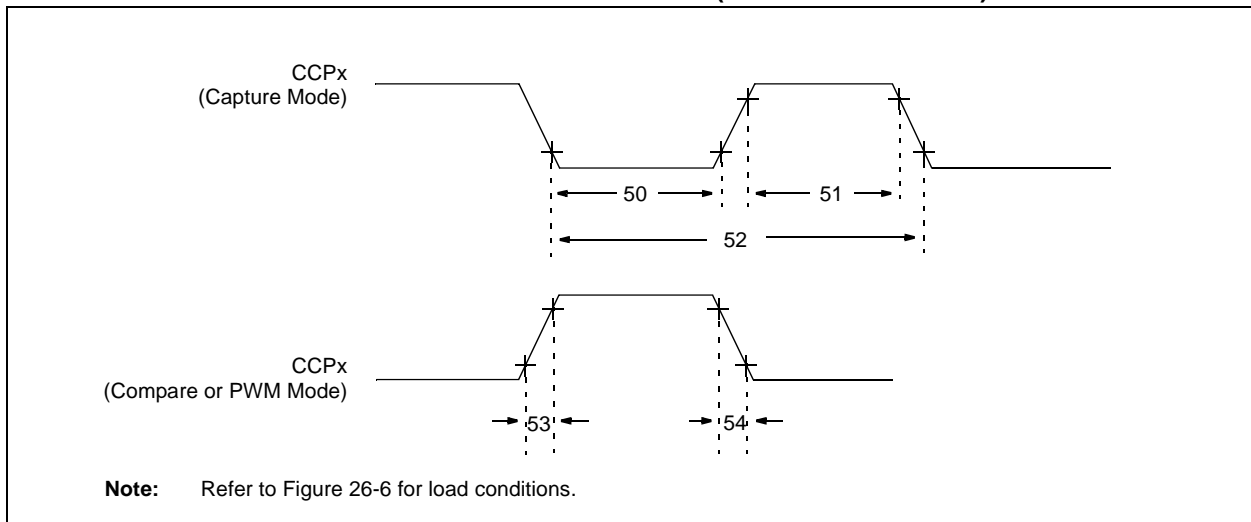 CCPx
(Capture Mode)
50
51
52
CCPx
(Compare or PWM Mode)
53
54
Note: Refer to Figure 26-6 for load conditions.